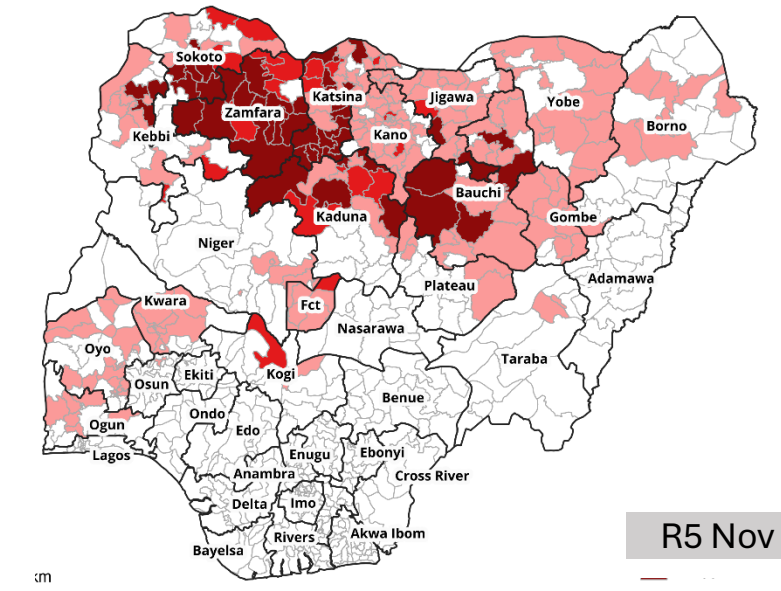 Sokoto
Zamfara
Katsina
Jigawa
Yobe
Borno
Kano
Kebbi
Bauchi
Kaduna
Gombe
Niger
Adamawa
Plateau
Kwara
Fct
Nasarawa
Oyo
Taraba
Kogi
Ekiti
Osun
Benue
Ondo
Ogun
Edo
Lagos
Enugu
Ebonyi
Anambra
Cross River
Delta
Imo
Akwa Ibom
Rivers
Bayelsa
R5 Nov
km